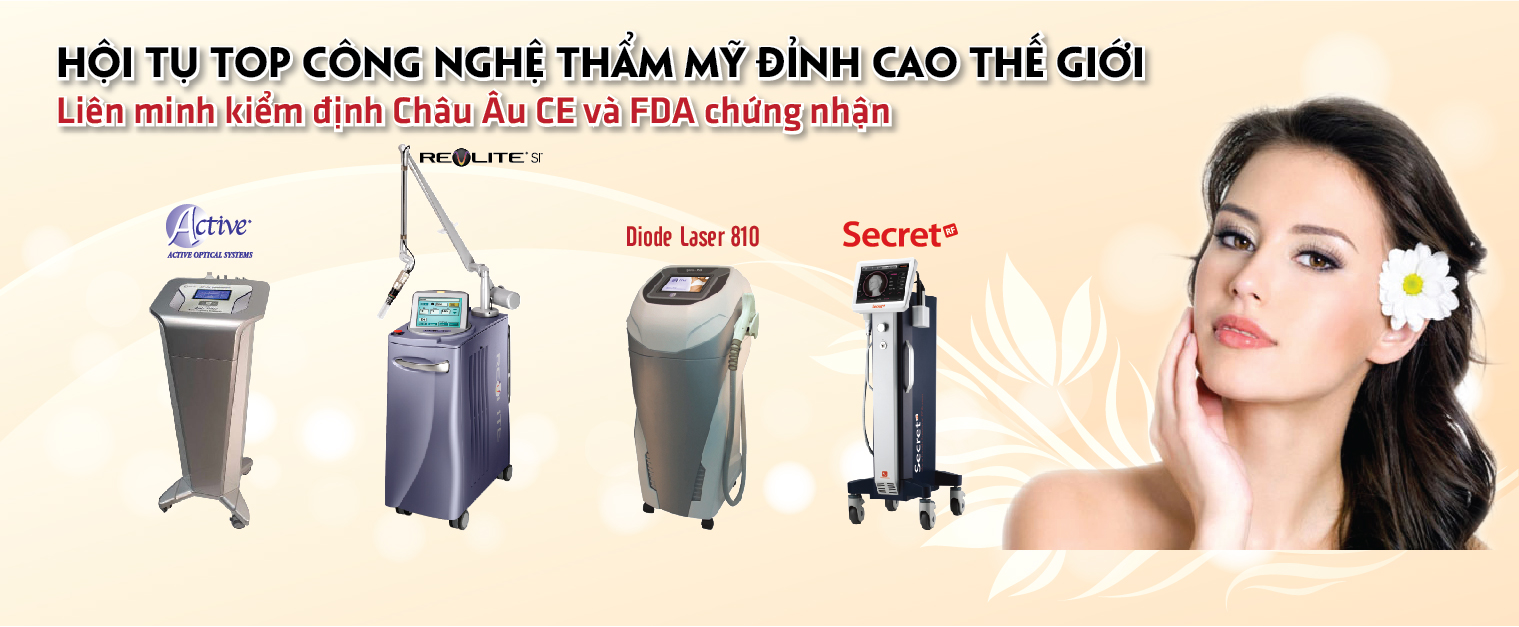 HỘI TỤ TOP CÔNG NGHỆ THẨM MỸ ĐỈNH CAO THẾ GIỚI
Liên minh kiểm định Châu Âu CE và FDA chứng nhận
REVLITE SI
Active
ACTIVE OPTICAL SYSTEMS
Diode Laser 810
Secret RF
Secret